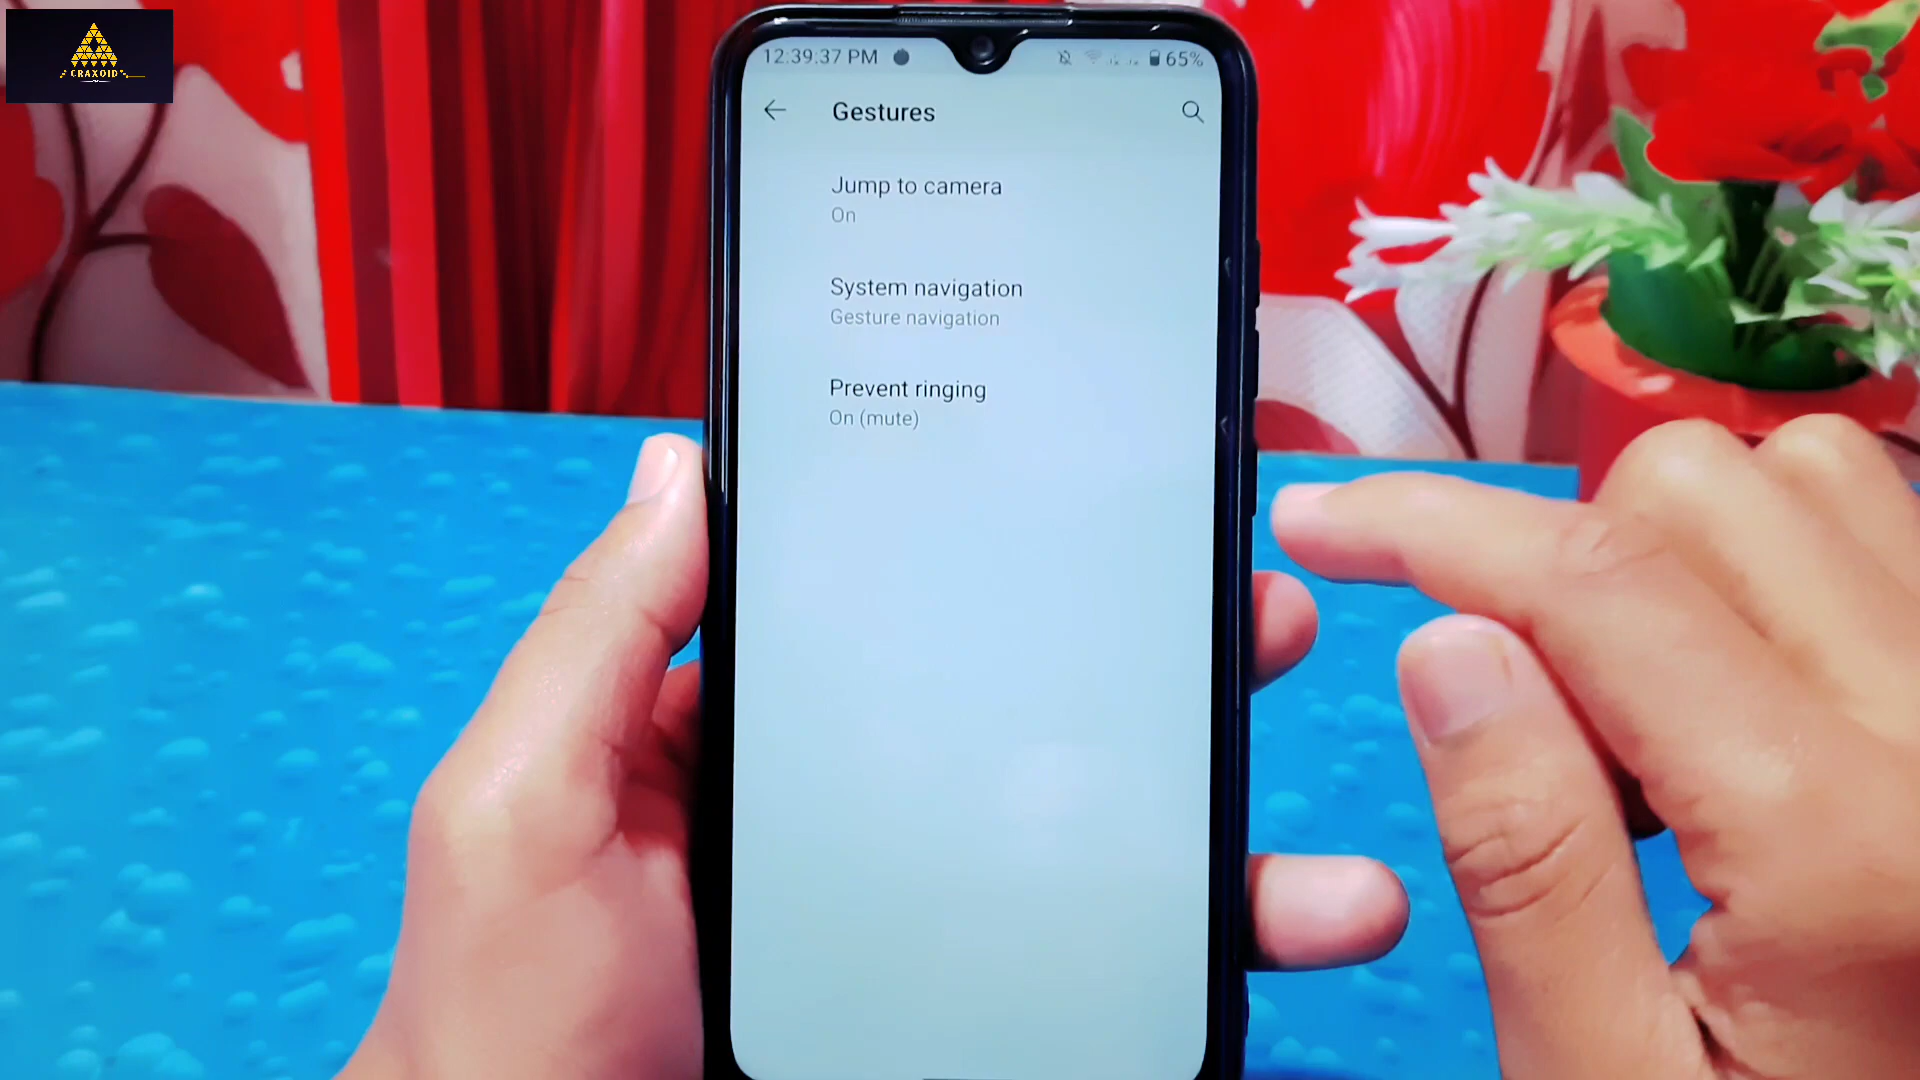 CRAXOID
12:39:37 PM
65%
Gestures
Jump to camera
On
System navigation
Gesture navigation
Prevent ringing
On (mute)